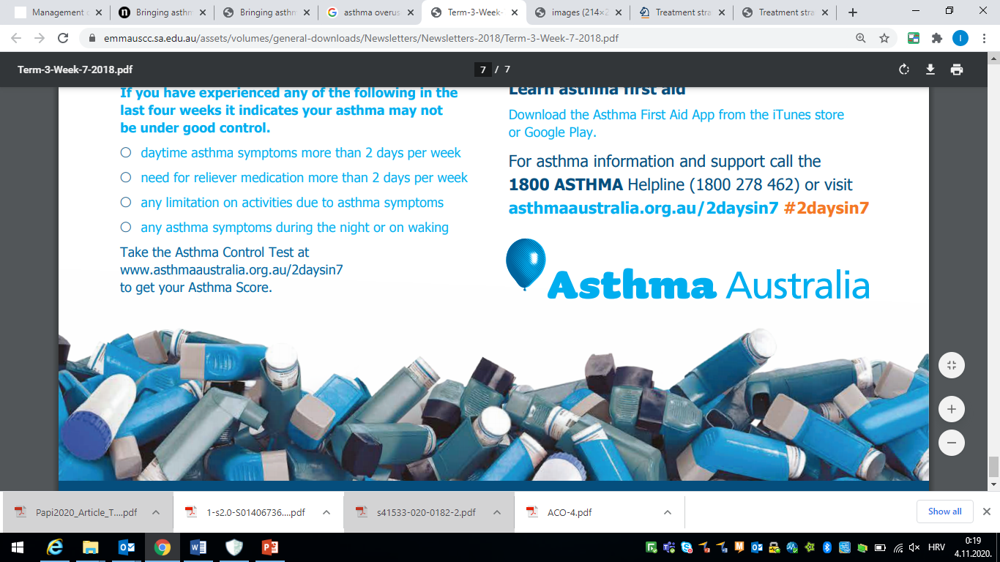 Management
Bringing asthm
Bringing asthm
asthma overus
Term-3-Week-
images (214×2
Treatment stra
Treatment stra
emmauscc.sa.edu.au/assets/volumes/general-downloads/Newsletters/Newsletters-2018/Term-3-Week-7-2018.pdf
I
Term-3-Week-7-2018.pdf
7 / 7
If you have experienced any of the following in the
last four weeks it indicates your asthma may not
be under good control.
daytime asthma symptoms more than 2 days per week
need for reliever medication more than 2 days per week
any limitation on activities due to asthma symptoms
any asthma symptoms during the night or on waking
Take the Asthma Control Test at
www.asthmaaustralia.org.au/2daysin7
to get your Asthma Score.
Learn asthma first aid
Download the Asthma First Aid App from the iTunes store
or Google Play.
For asthma information and support call the
1800 ASTHMA Helpline (1800 278 462) or visit
asthmaaustralia.org.au/2daysin7 #2daysin7
Asthma Australia
Papi2020_Article_T....pdf
1-s2.0-S01406736....pdf
s41533-020-0182-2.pdf
ACO-4.pdf
Show all
HRV
0:19
4.11.2020.